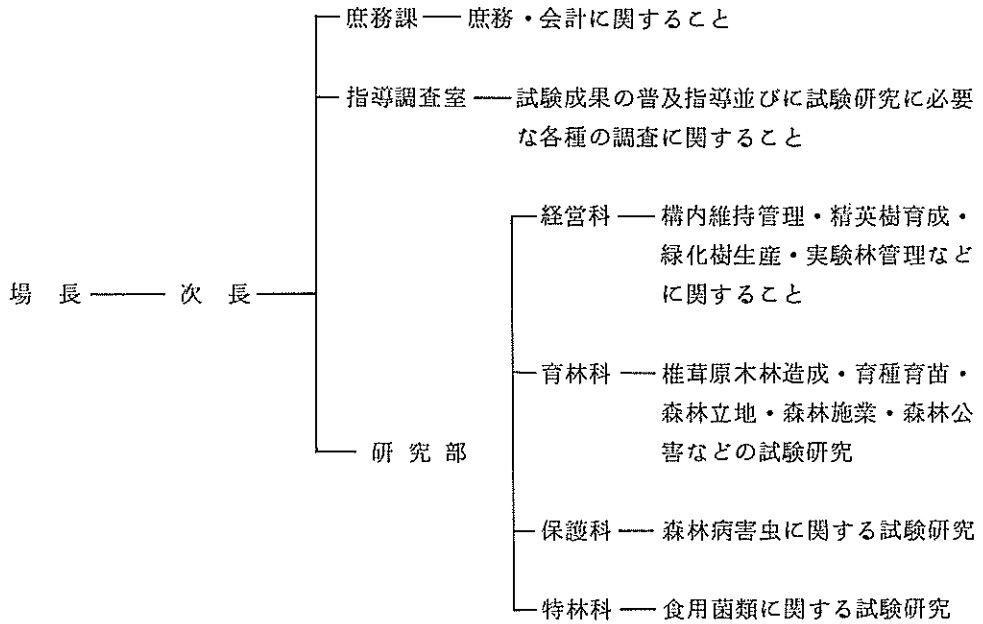 庶務課 庶務・会計に関すること
指導調査室 試験成果の普及指導並びに試験研究に必要
な各種の調査に関すること
場 長 次 長
研究部
経営科 構内維持管理・精英樹育成・
緑化樹生産・実験林管理など
に関すること
育林科 椎茸原木林造成・育種育苗・
森林立地・森林施業・森林公
害などの試験研究
保護科 森林病害虫に関する試験研究
特林科 食用菌類に関する試験研究